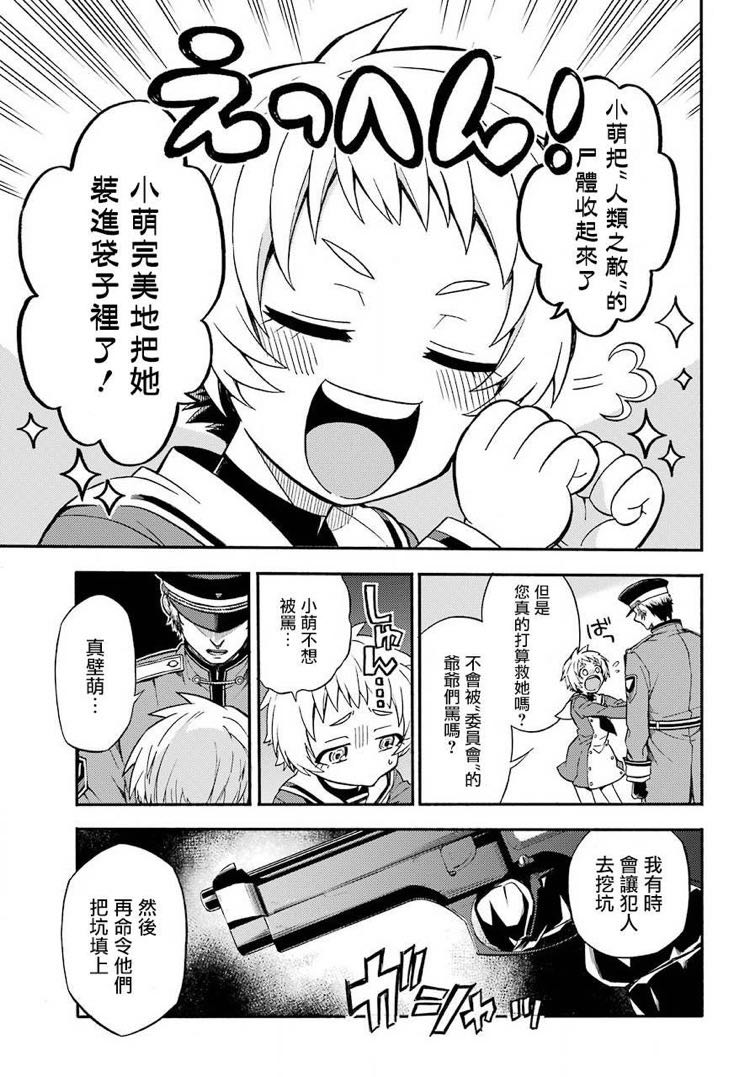 えっへん!
小萌把“人類之敵”的
尸體收起來了
小萌完美地把她
裝進袋子裡了!
但是
您真的打算救她嗎?
ばっ
不會被“委員會”的
爺爺們罵嗎?
しゅん……
小萌不想
被罵…
真壁萌…
我有時
會讓犯人
去挖坑
ガシャッ
然後
再命令他們
把坑填上